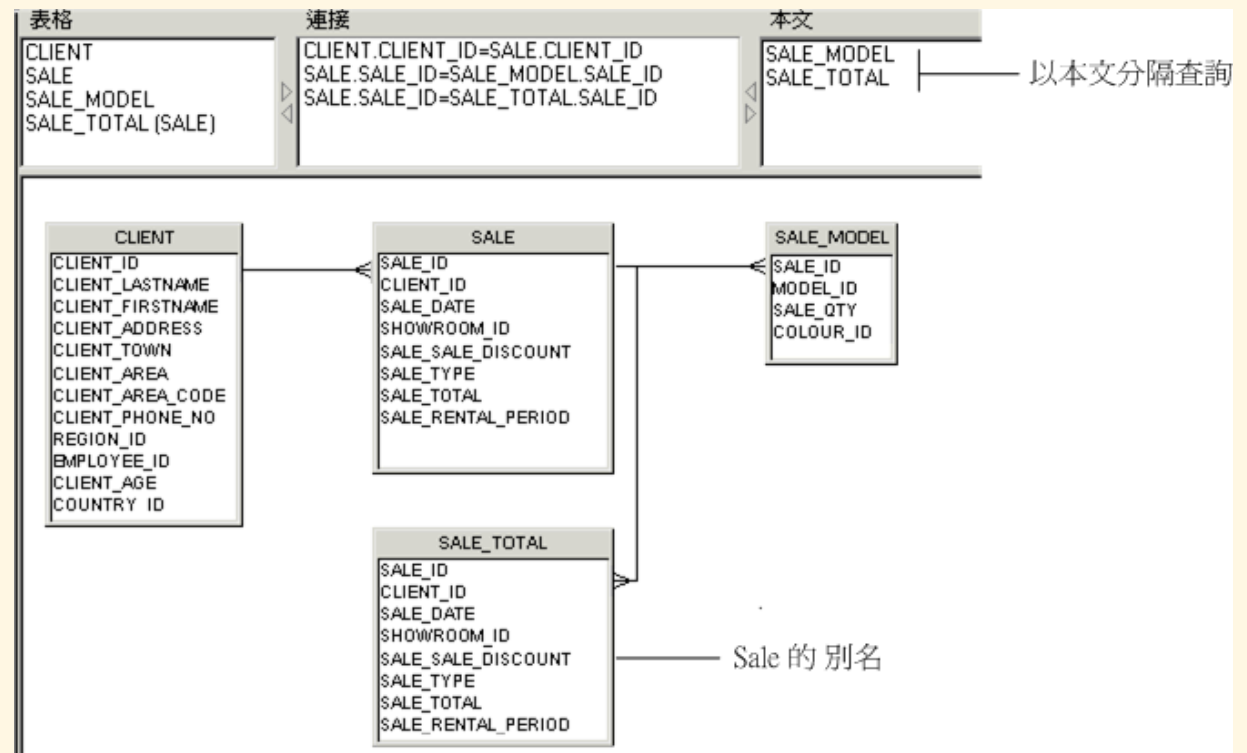 表格
CLIENT
SALE
SALE_MODEL
SALE_TOTAL (SALE)
連接
CLIENT.CLIENT_ID=SALE.CLIENT_ID
SALE.SALE_ID=SALE_MODEL.SALE_ID
SALE.SALE_ID=SALE_TOTAL.SALE_ID
本文
SALE_MODEL
SALE_TOTAL
以本文分隔查詢
CLIENT
CLIENT_ID
CLIENT_LASTNAME
CLIENT_FIRSTNAME
CLIENT_ADDRESS
CLIENT_TOWN
CLIENT_AREA
CLIENT_AREA_CODE
CLIENT_PHONE_NO
REGION_ID
EMPLOYEE_ID
CLIENT_AGE
COUNTRY_ID
SALE
SALE_ID
CLIENT_ID
SALE_DATE
SHOWROOM_ID
SALE_SALE_DISCOUNT
SALE_TYPE
SALE_TOTAL
SALE_RENTAL_PERIOD
SALE_MODEL
SALE_ID
MODEL_ID
SALE_QTY
COLOUR_ID
SALE_TOTAL
SALE_ID
CLIENT_ID
SALE_DATE
SHOWROOM_ID
SALE_SALE_DISCOUNT
SALE_TYPE
SALE_TOTAL
SALE_RENTAL_PERIOD
Sale 的 別名